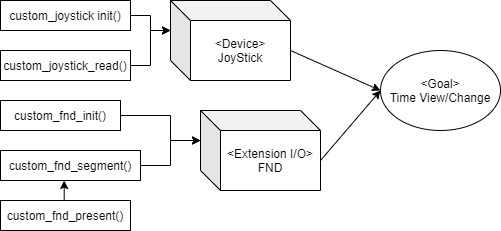 custom_joystick init()
custom_joystick_read()
<Device>
JoyStick
<Goal>
Time View/Change
custom_fnd_init()
custom_fnd_segment()
<Extension I/O>
FND
custom_fnd_present()